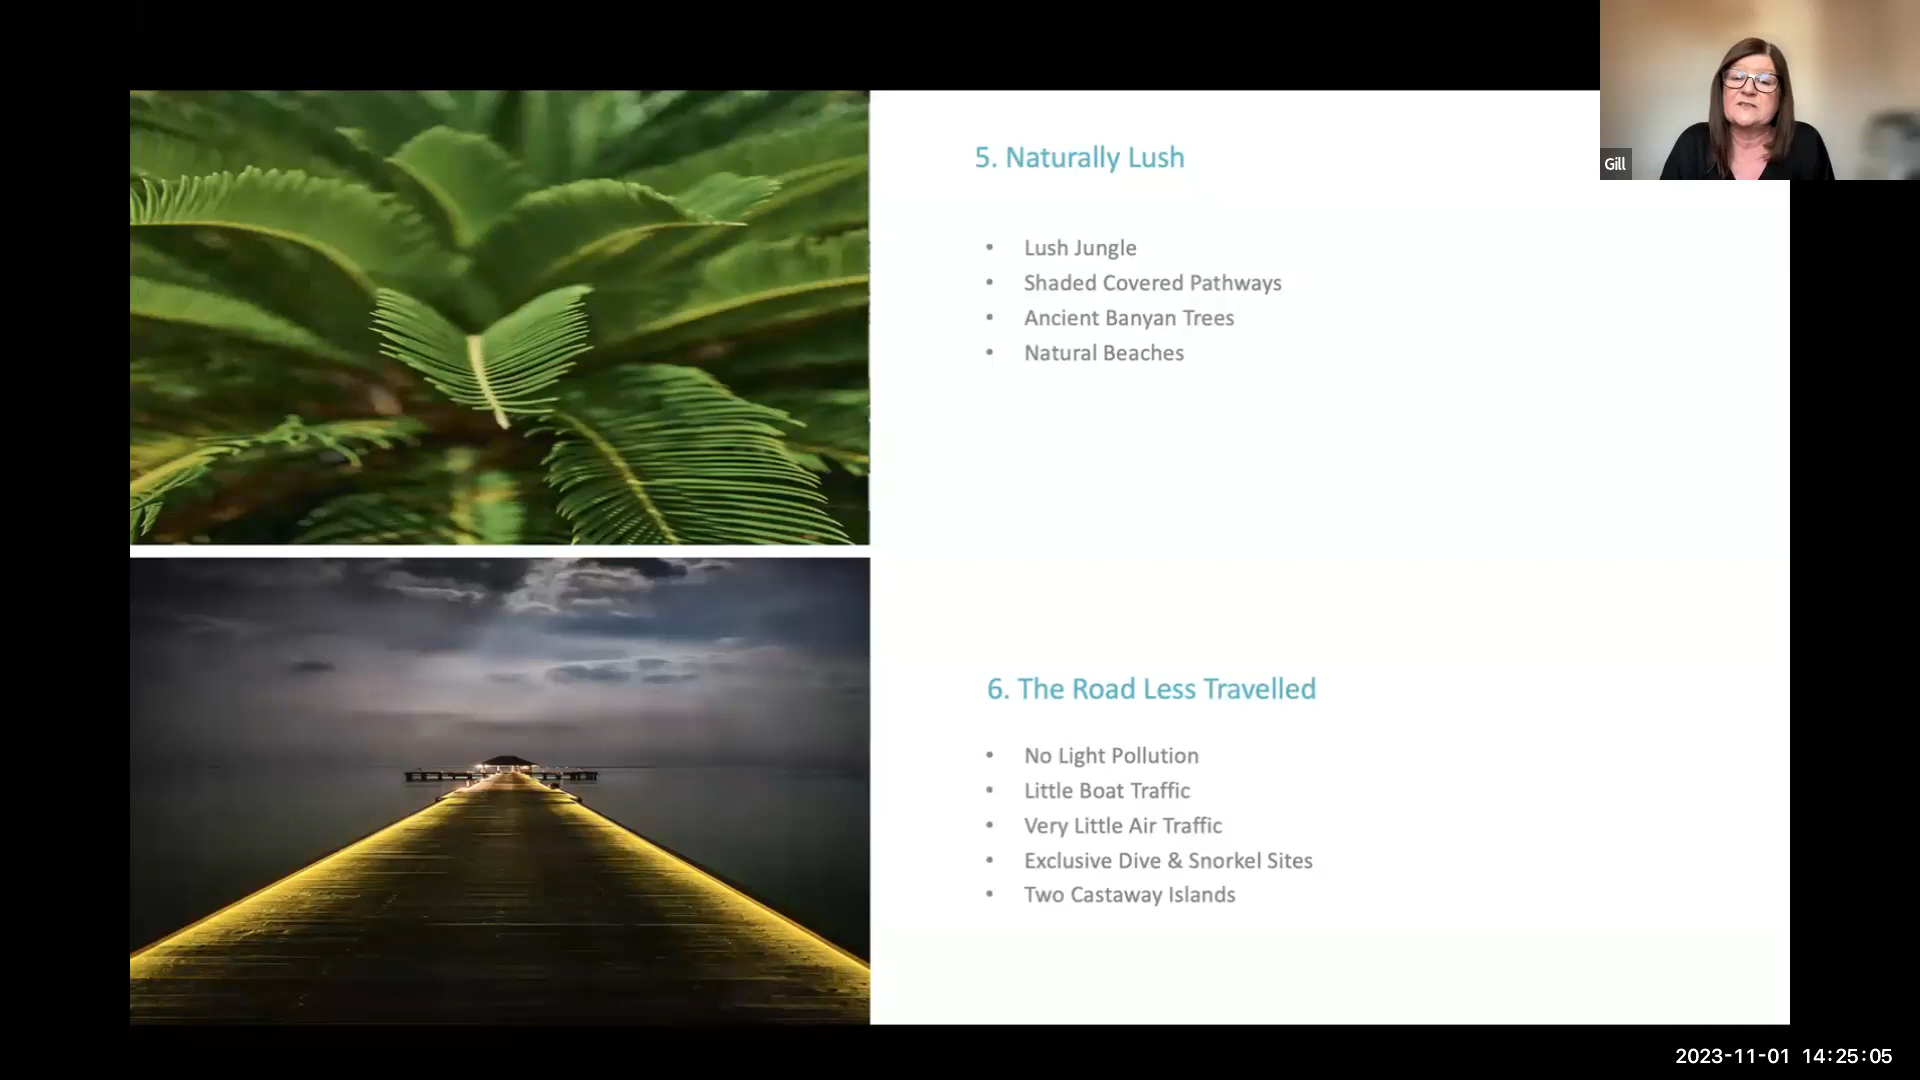 Gill
5. Naturally Lush
• Lush Jungle
• Shaded Covered Pathways
• Ancient Banyan Trees
• Natural Beaches
6. The Road Less Travelled
• No Light Pollution
• Little Boat Traffic
• Very Little Air Traffic
• Exclusive Dive & Snorkel Sites
• Two Castaway Islands
2023-11-01 14:25:05